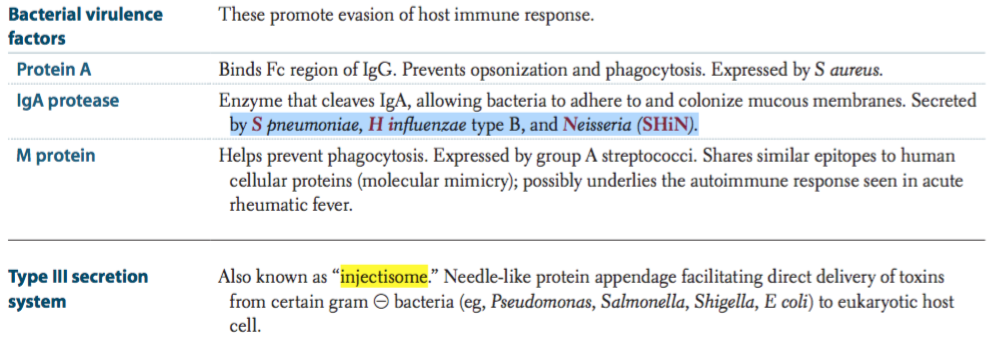 Bacterial virulence factors These promote evasion of host immune response.
Protein A Binds Fc region of IgG. Prevents opsonization and phagocytosis. Expressed by S aureus.
IgA protease Enzyme that cleaves IgA, allowing bacteria to adhere to and colonize mucous membranes. Secreted
by S pneumoniae, H influenzae type B, and Neisseria (SHiN).
M protein Helps prevent phagocytosis. Expressed by group A streptococci. Shares similar epitopes to human
cellular proteins (molecular mimicry); possibly underlies the autoimmune response seen in acute
rheumatic fever.
Type III secretion system Also known as “injectisome.” Needle-like protein appendage facilitating direct delivery of toxins
from certain gram ⊖ bacteria (eg, Pseudomonas, Salmonella, Shigella, E coli) to eukaryotic host
cell.